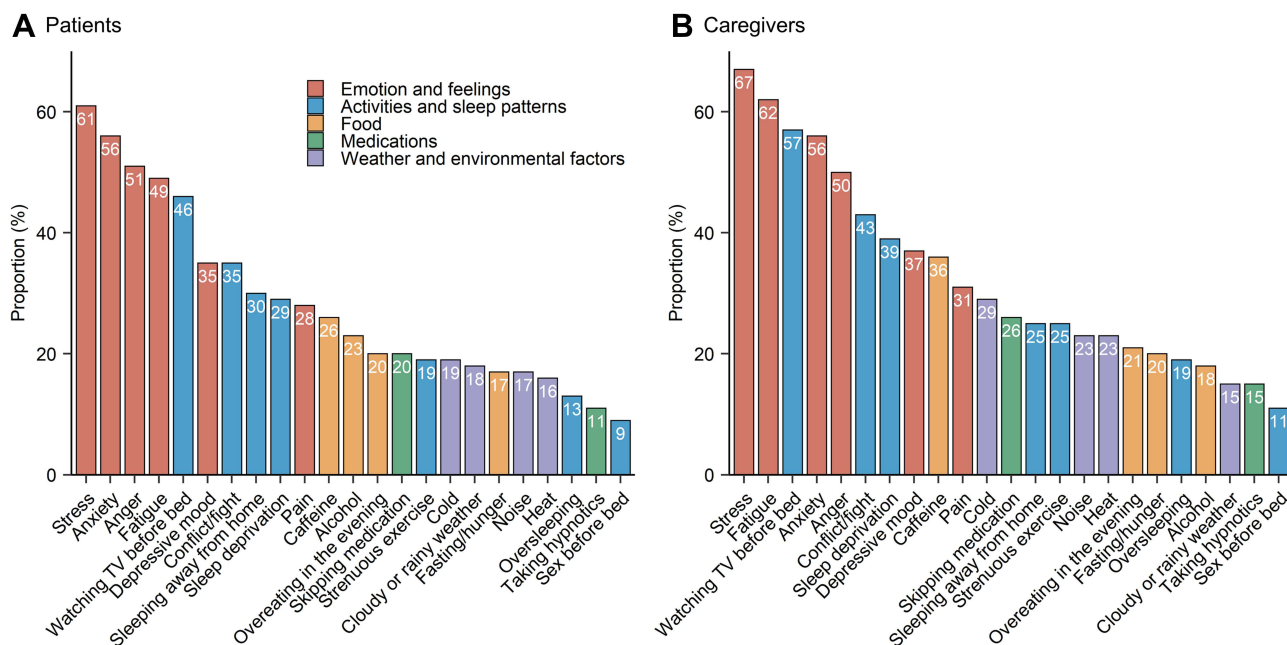 A Patients
Emotion and feelings
Activities and sleep patterns
Food
Medications
Weather and environmental factors
Proportion (%)
60
40
20
0
61
56
51
49
46
35
35
30
29
28
26
23
20
20
19
19
18
17
17
16
13
11
9
Stress
Anxiety
Anger
Fatigue
Watching TV before bed
Depressive mood
Conflict/fight
Sleeping away from home
Sleep deprivation
Pain
Caffeine
Alcohol
Overeating in the evening
Skipping medication
Strenuous exercise
Cold
Cloudy or rainy weather
Fasting/hunger
Noise
Heat
Oversleeping
Taking hypnotics
Sex before bed
B Caregivers
Proportion (%)
60
40
20
0
67
62
57
56
50
43
39
37
36
31
29
26
25
25
23
23
21
20
19
18
15
15
11
Stress
Fatigue
Watching TV before bed
Anxiety
Anger
Conflict/fight
Sleep deprivation
Depressive mood
Caffeine
Pain
Cold
Skipping medication
Sleeping away from home
Strenuous exercise
Noise
Heat
Overeating in the evening
Fasting/hunger
Oversleeping
Alcohol
Cloudy or rainy weather
Taking hypnotics
Sex before bed